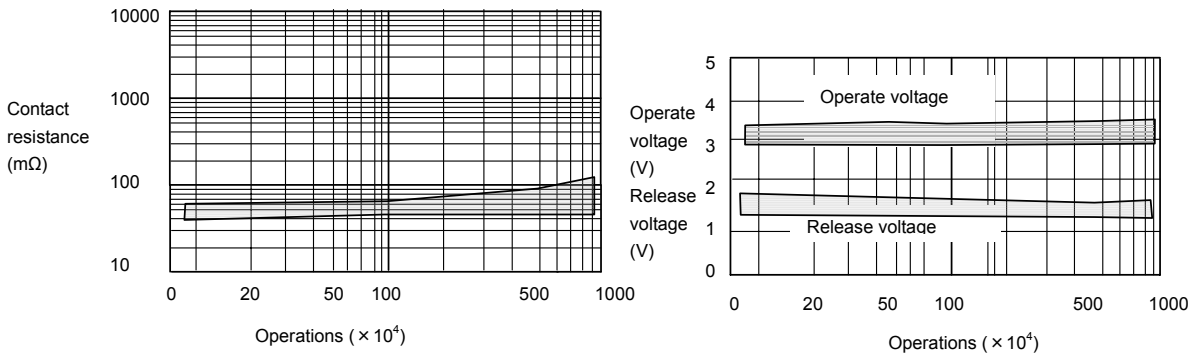 Contact
resistance
(mΩ)
10000
1000
100
10
0 20 50 100 500 1000
Operations ( × 10⁴)
Operate
voltage
(V)
Release
voltage
(V)
5
4
3
2
1
0
Operate voltage
Release voltage
0 20 50 100 500 1000
Operations ( × 10⁴)